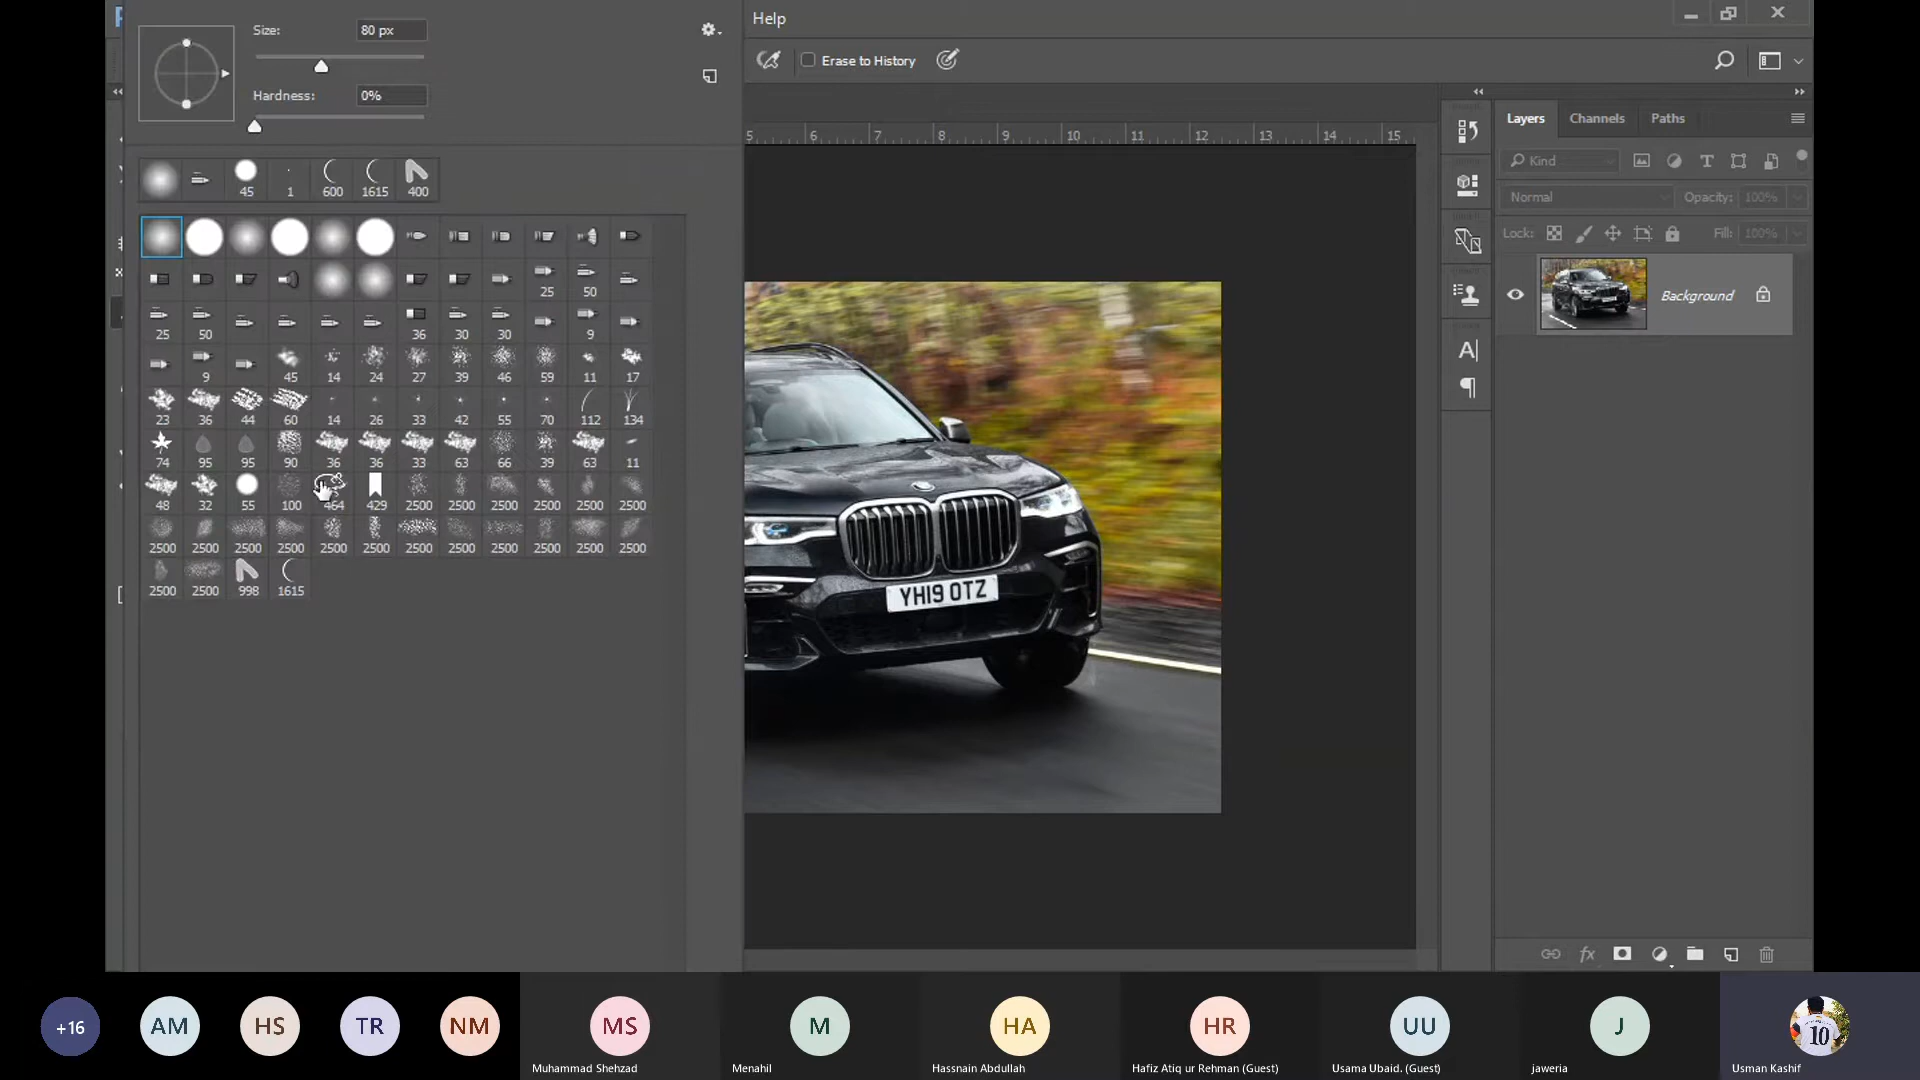 Help
Size: 80 px
Hardness: 0%
Erase to History
45 1 600 1615 400
5 6 7 8 9 10 11 12 13 14 15
Layers Channels Paths
Kind
Normal Opacity: 100%
Lock: Fill: 100%
Background
25 50
25 50 36 30 30 9
9 45 14 24 27 39 46 59 11 17
23 36 44 60 14 26 33 42 55 70 112 134
74 95 95 90 36 36 33 63 66 39 63 11
48 32 55 100 464 429 2500 2500 2500 2500 2500 2500
2500 2500 2500 2500 2500 2500 2500 2500 2500 2500 2500 2500
2500 2500 998 1615
YH19 OTZ
+16 AM HS TR NM MS M HA HR UU J 10
Muhammad Shehzad Menahil Hassnain Abdullah Hafiz Atiq ur Rehman (Guest) Usama Ubaid. (Guest) jaweria Usman Kashif